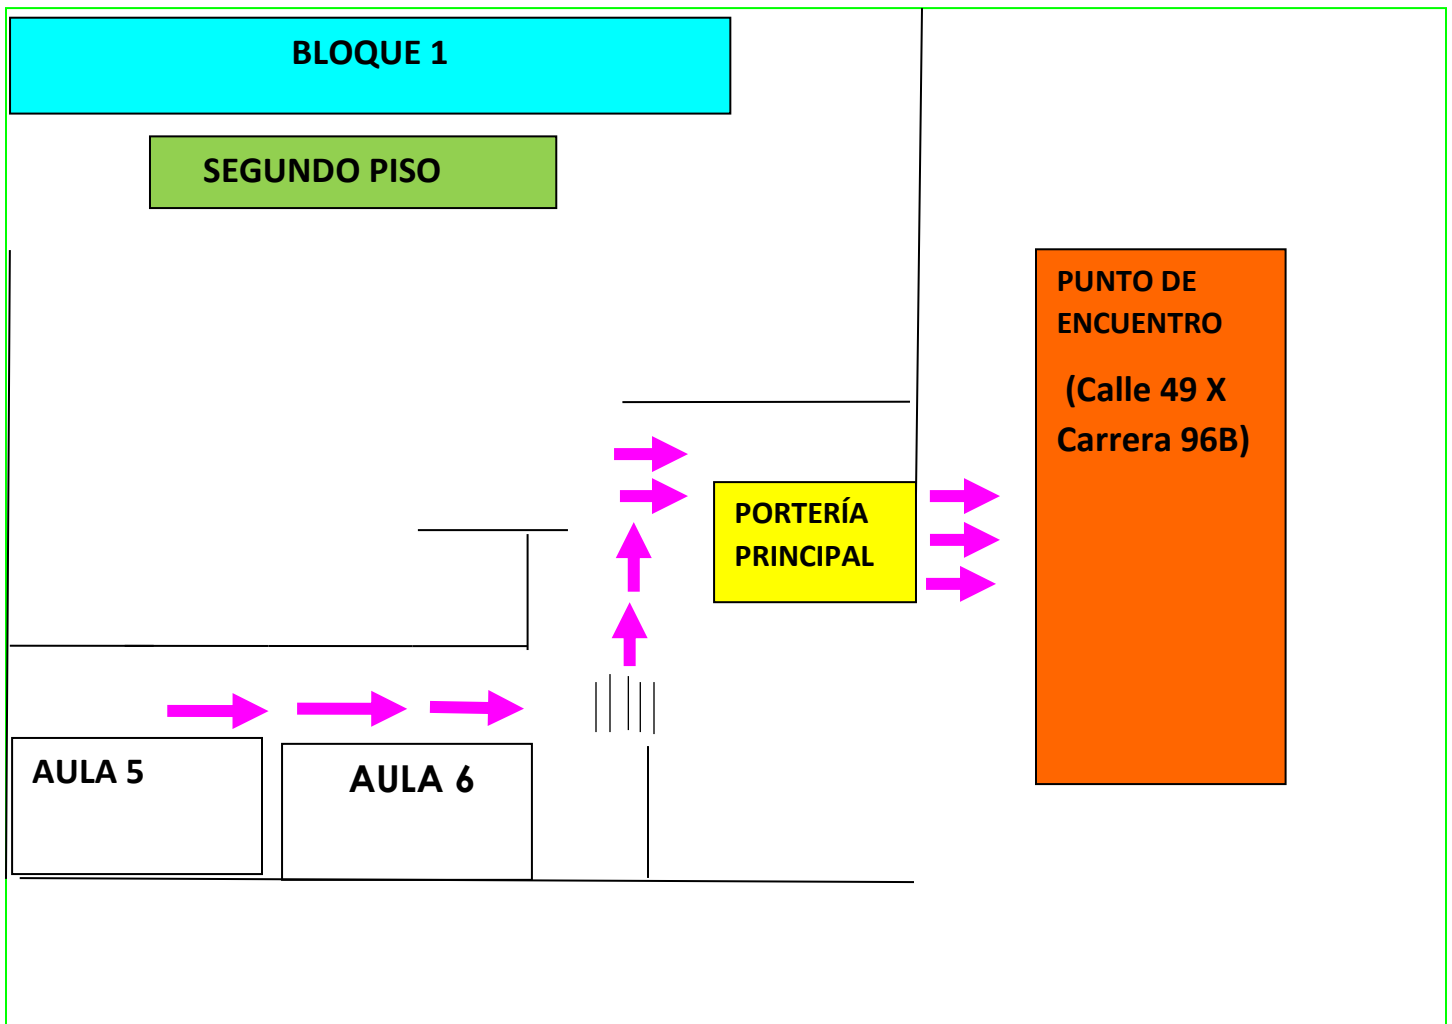 BLOQUE 1
SEGUNDO PISO
PUNTO DE
ENCUENTRO
(Calle 49 X
Carrera 96B)
PORTERÍA
PRINCIPAL
AULA 5
AULA 6